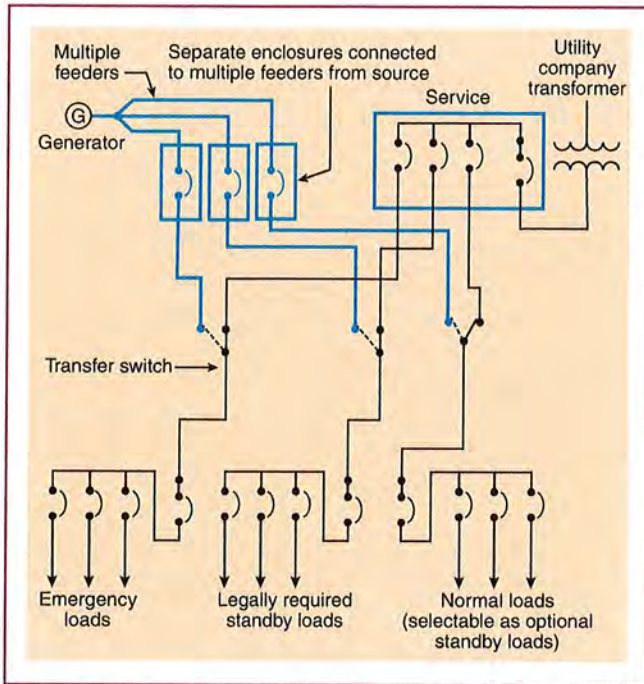 Multiple
feeders
Separate enclosures connected
to multiple feeders from source
Utility
company
transformer
Service
G
Generator
Transfer switch
Emergency
loads
Legally required
standby loads
Normal loads
(selectable as optional
standby loads)